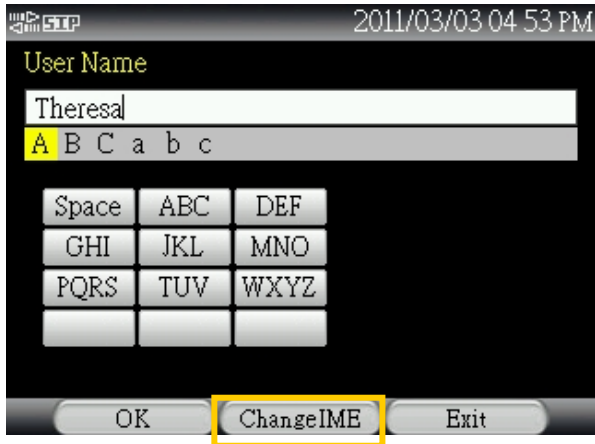 SIP 2011/03/03 04 53 PM
User Name
Theresa
A B C a b c
Space ABC DEF
GHI JKL MNO
PQRS TUV WXYZ
OK ChangeIME Exit